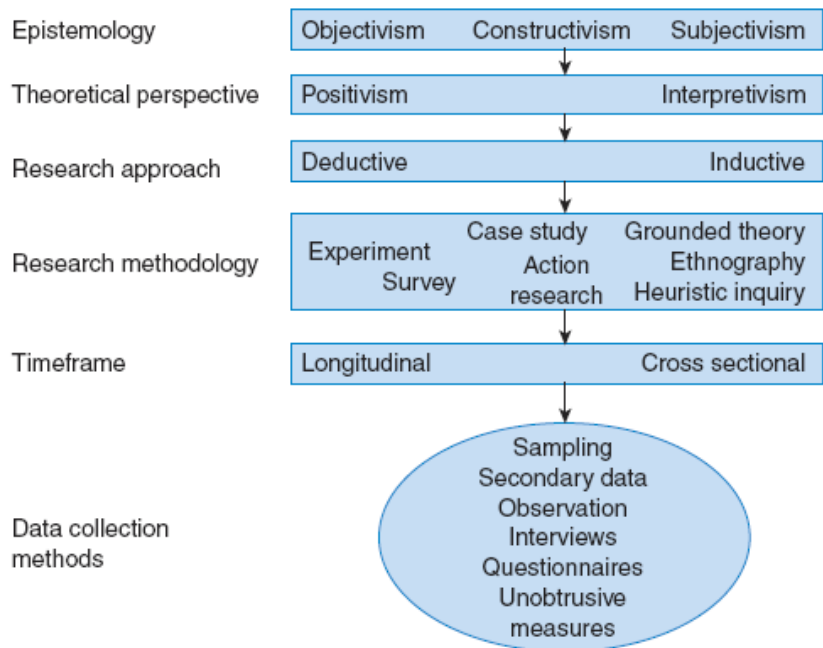 Epistemology
Objectivism Constructivism Subjectivism
Theoretical perspective
Positivism Interpretivism
Research approach
Deductive Inductive
Research methodology
Experiment
Survey
Case study
Action
research
Grounded theory
Ethnography
Heuristic inquiry
Timeframe
Longitudinal Cross sectional
Data collection
methods
Sampling
Secondary data
Observation
Interviews
Questionnaires
Unobtrusive
measures